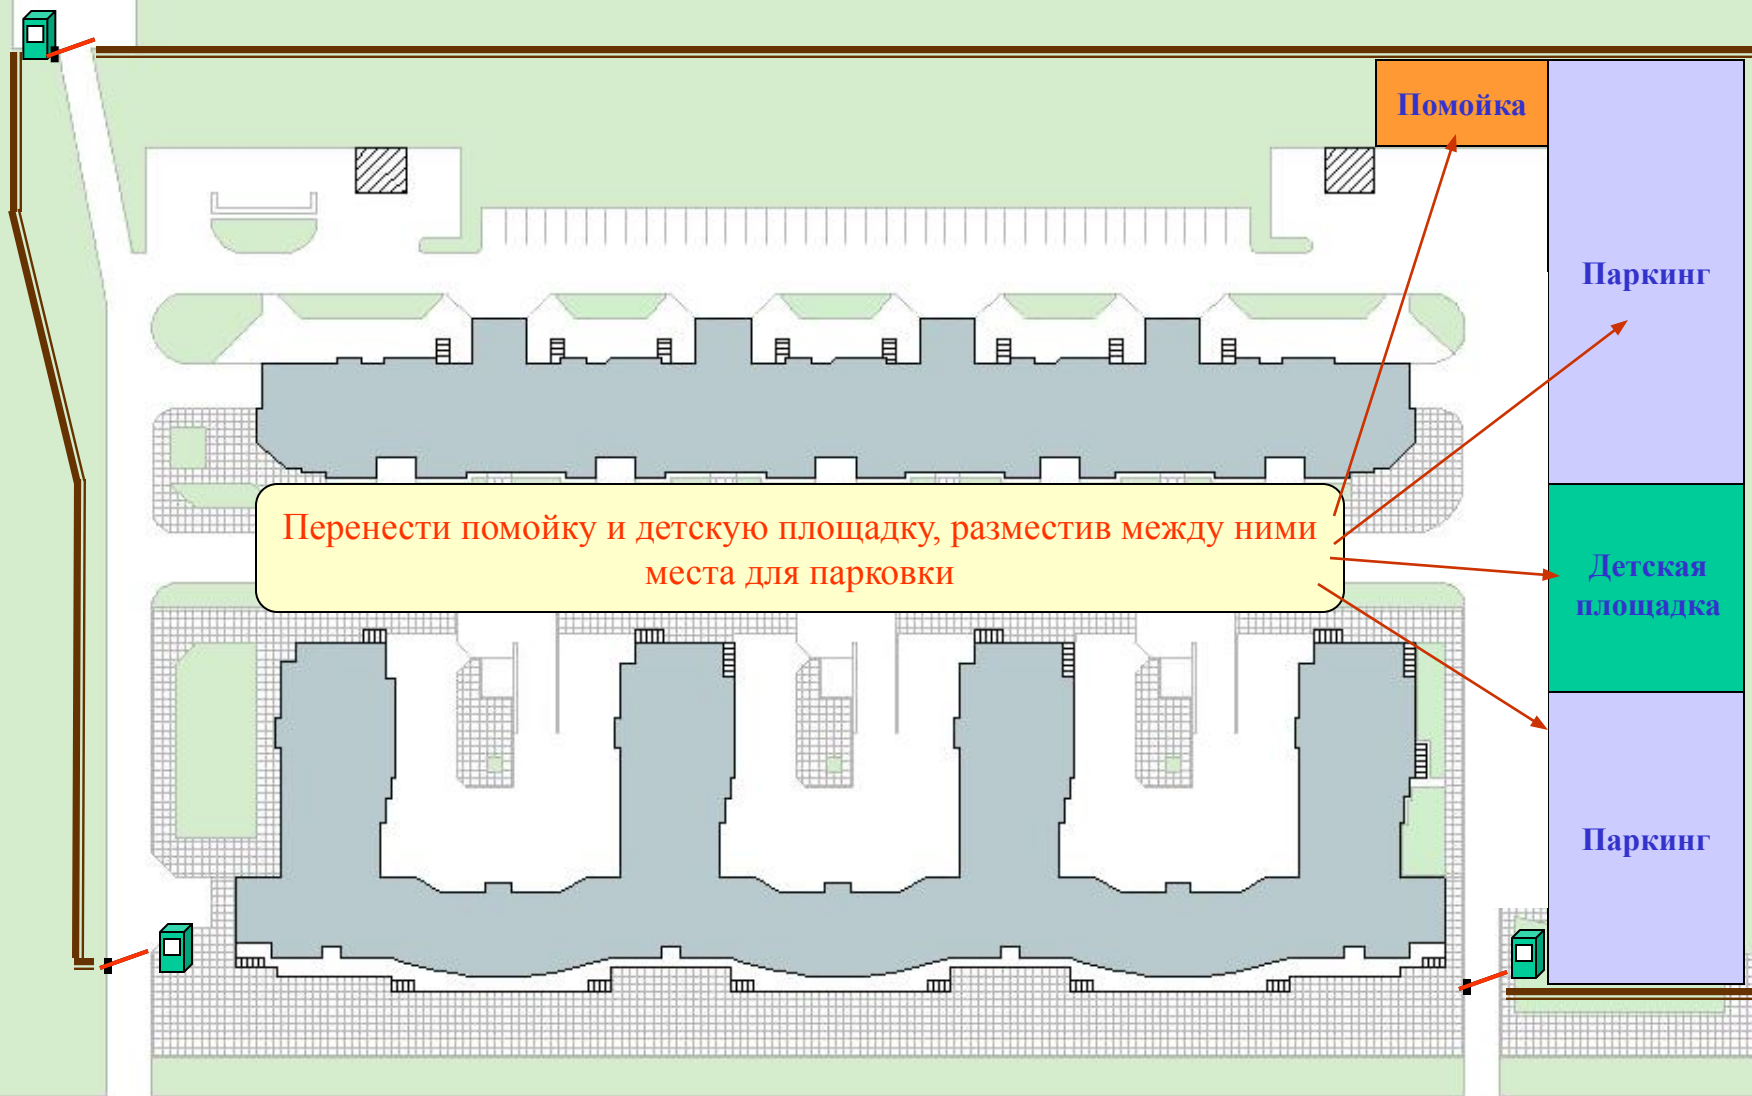 Помойка
Паркинг
Перенести помойку и детскую площадку, разместив между ними
места для парковки
Детская
площадка
Паркинг